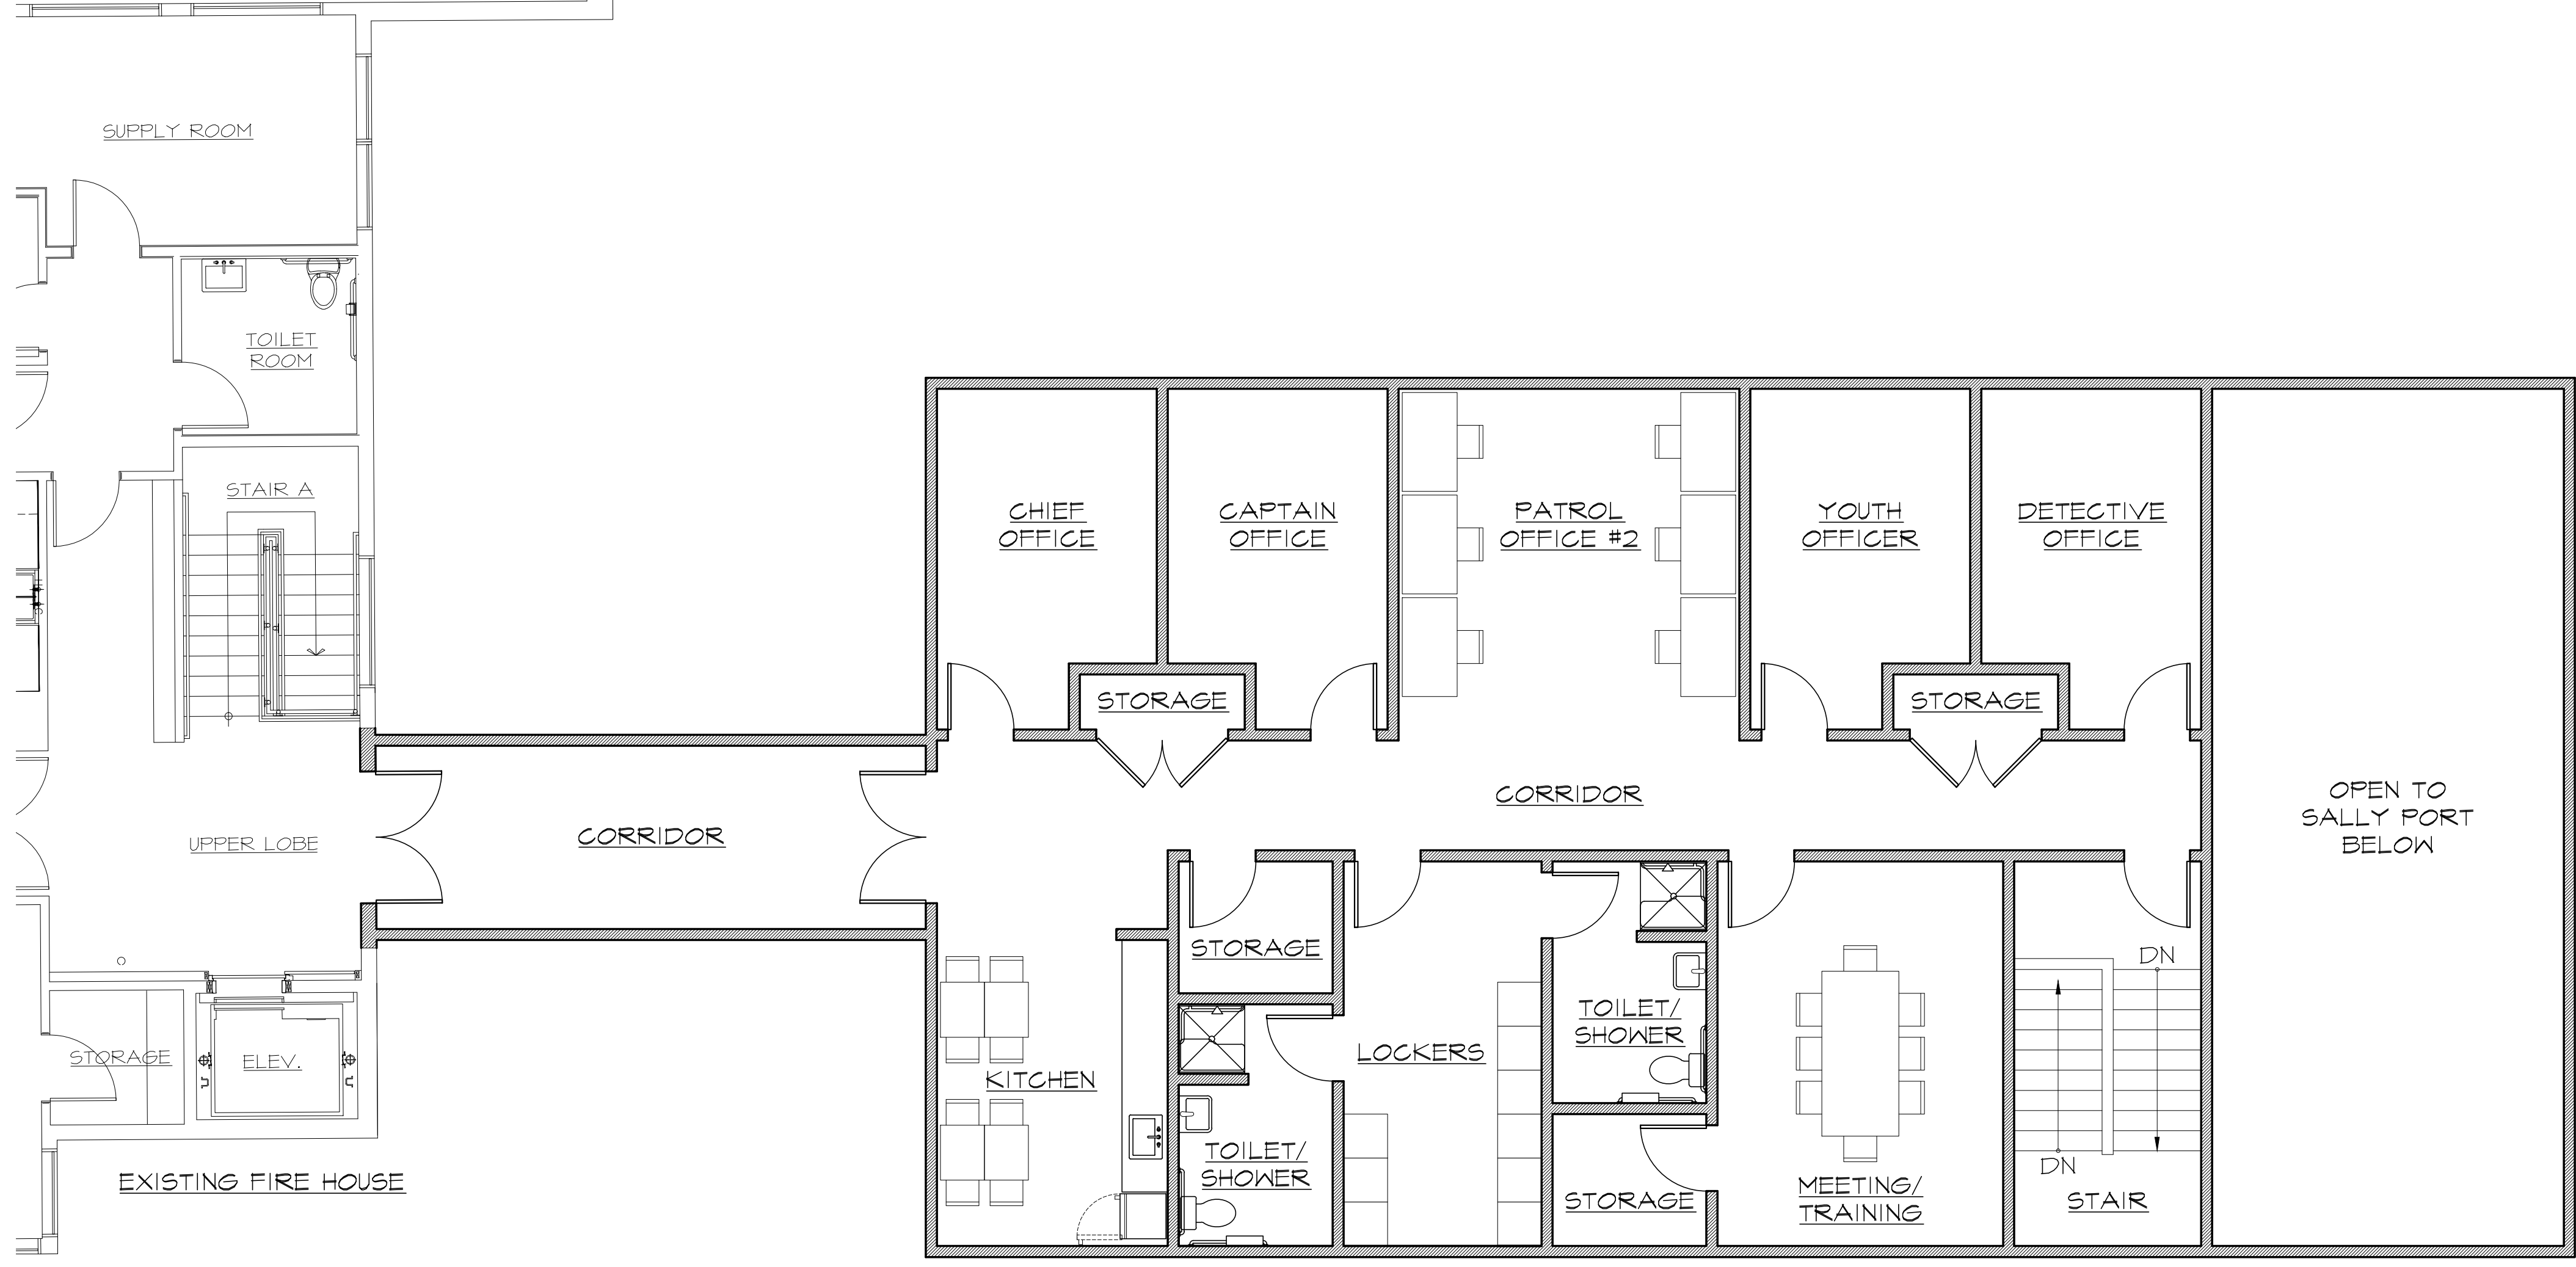 SUPPLY ROOM
TOILET
ROOM
STAIR A
UPPER LOBE
STORAGE
ELEV.
EXISTING FIRE HOUSE
CORRIDOR
CHIEF
OFFICE
CAPTAIN
OFFICE
PATROL
OFFICE #2
YOUTH
OFFICER
DETECTIVE
OFFICE
STORAGE
STORAGE
CORRIDOR
OPEN TO
SALLY PORT
BELOW
STORAGE
KITCHEN
TOILET/
SHOWER
LOCKERS
TOILET/
SHOWER
STORAGE
MEETING/
TRAINING
DN
DN
STAIR